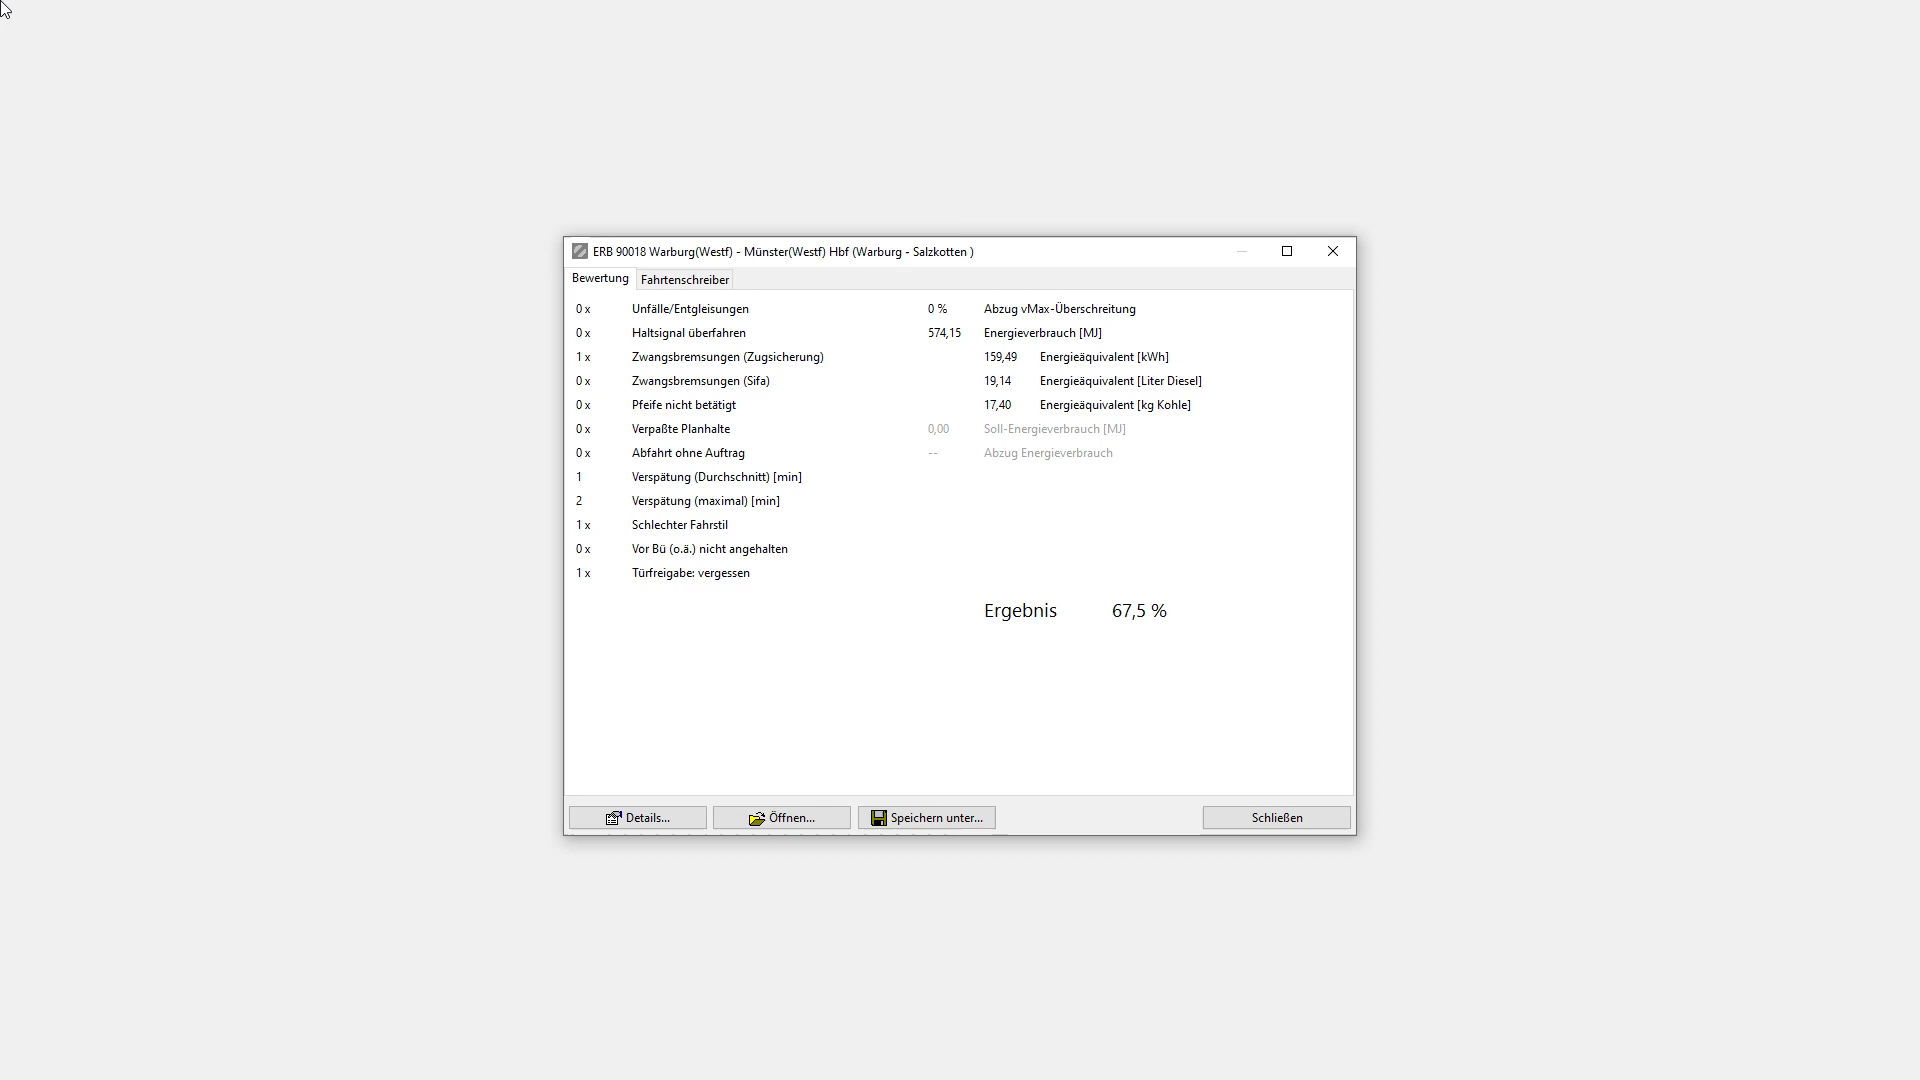 ERB 90018 Warburg(Westf) - Münster(Westf) Hbf (Warburg - Salzkotten )
Bewertung Fahrtenschreiber
0 x Unfälle/Entgleisungen 0 % Abzug vMax-Überschreitung
0 x Haltsignal überfahren 574,15 Energieverbrauch [MJ]
1 x Zwangsbremsungen (Zugsicherung) 159,49 Energieäquivalent [kWh]
0 x Zwangsbremsungen (Sifa) 19,14 Energieäquivalent [Liter Diesel]
0 x Pfeife nicht betätigt 17,40 Energieäquivalent [kg Kohle]
0 x Verpaßte Planhalte 0,00 Soll-Energieverbrauch [MJ]
0 x Abfahrt ohne Auftrag -- Abzug Energieverbrauch
1 Verspätung (Durchschnitt) [min]
2 Verspätung (maximal) [min]
1 x Schlechter Fahrstil
0 x Vor Bü (o.ä.) nicht angehalten
1 x Türfreigabe: vergessen
Ergebnis 67,5 %
Details... Öffnen... Speichern unter... Schließen